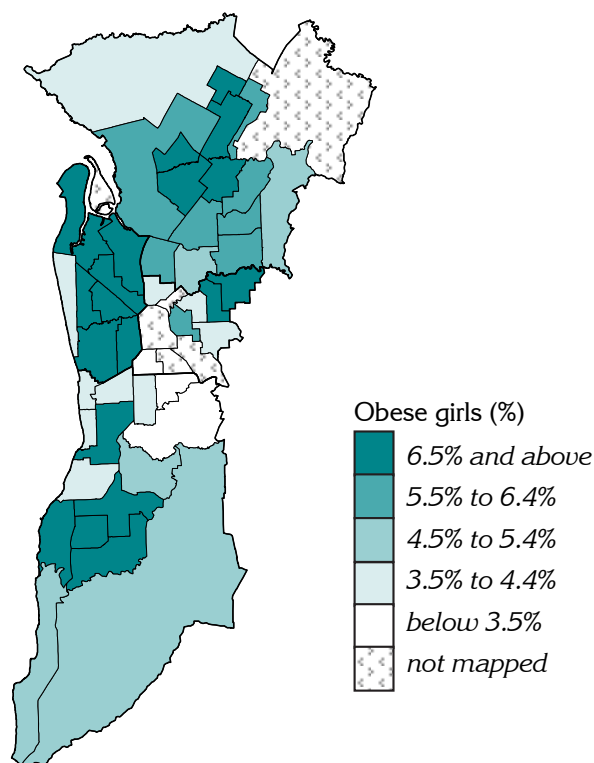 Obese girls (%)
6.5% and above
5.5% to 6.4%
4.5% to 5.4%
3.5% to 4.4%
below 3.5%
not mapped